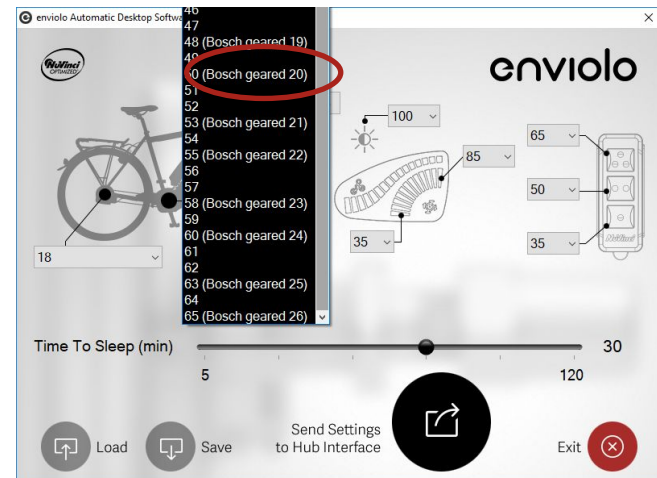 enviolo Automatic Desktop Softwa
NuVinci
OPTIMIZED
enviolo
46
47
48 (Bosch geared 19)
49
50 (Bosch geared 20)
51
52
53 (Bosch geared 21)
54
55 (Bosch geared 22)
56
57
58 (Bosch geared 23)
59
60 (Bosch geared 24)
61
62
63 (Bosch geared 25)
64
65 (Bosch geared 26)
18
100
85
35
65
50
35
NuVinci
Time To Sleep (min)
5
120
30
Load
Save
Send Settings
to Hub Interface
Exit